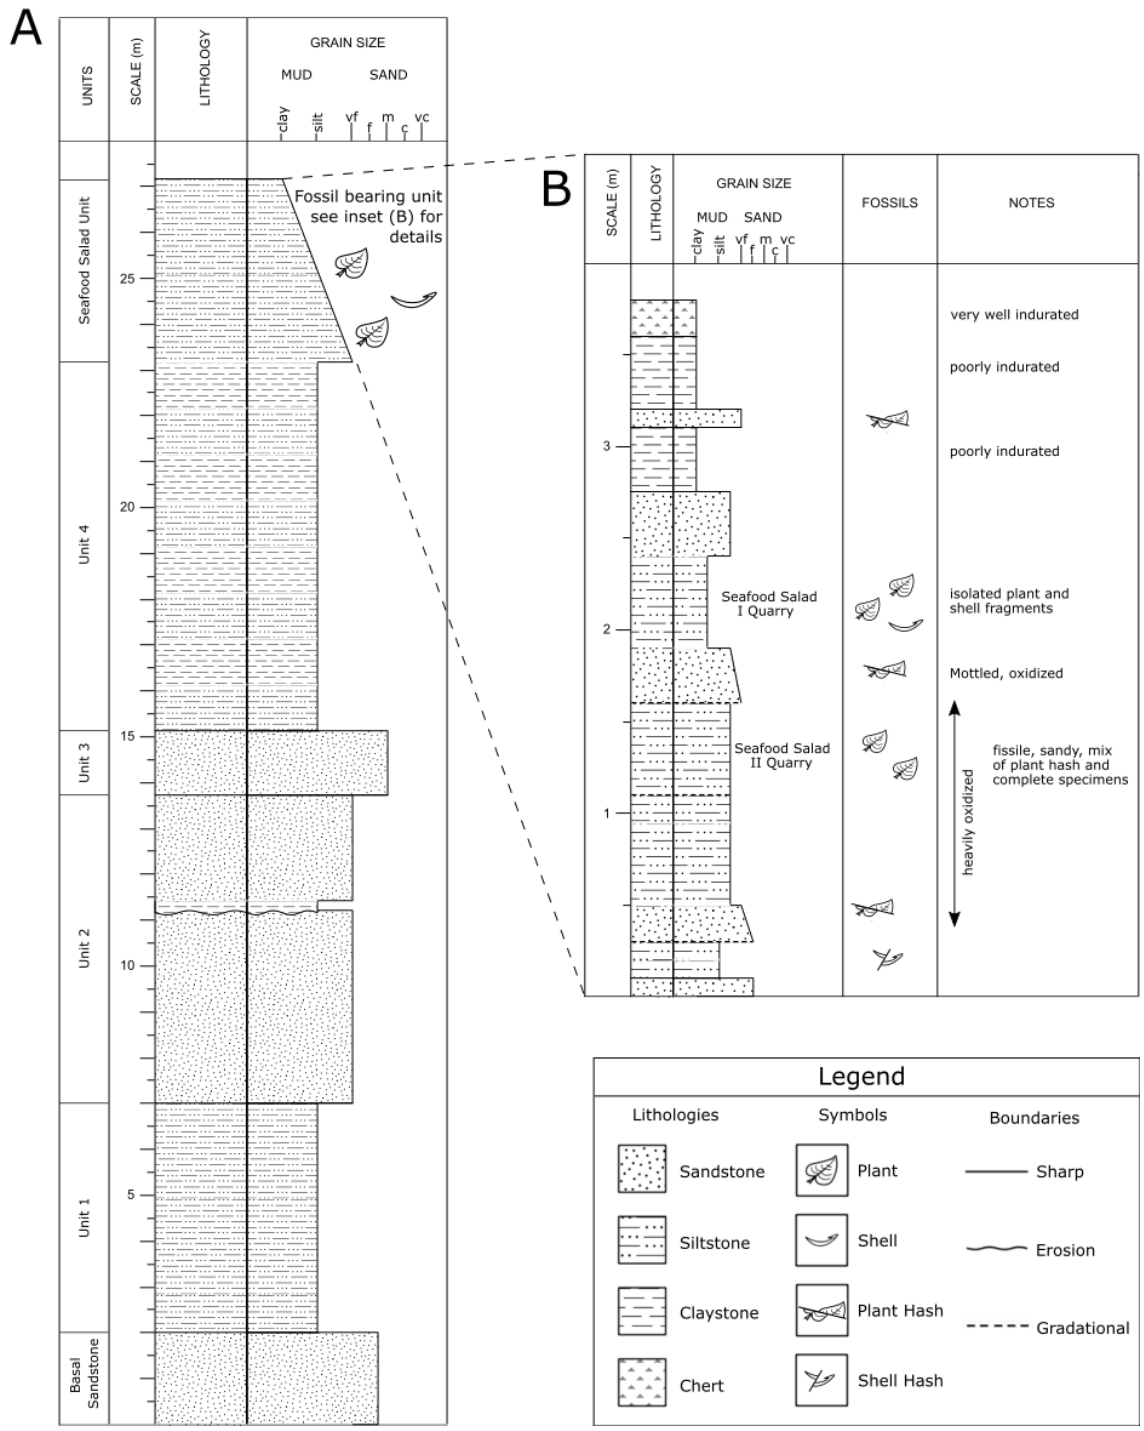 A
UNITS
SCALE (m)
LITHOLOGY
GRAIN SIZE
MUD
SAND
clay
silt
vf
f
m
c
vc
Fossil bearing unit
see inset (B) for
details
Seafood Salad Unit
Unit 4
Unit 3
Unit 2
Unit 1
Basal
Sandstone
25
20
15
10
5
B
SCALE (m)
LITHOLOGY
GRAIN SIZE
MUD
SAND
clay
silt
vf
f
m
c
vc
FOSSILS
NOTES
very well indurated
poorly indurated
3
poorly indurated
Seafood Salad
I Quarry
isolated plant and
shell fragments
2
Mottled, oxidized
Seafood Salad
II Quarry
fissile, sandy, mix
of plant hash and
complete specimens
heavily oxidized
1
Legend
Lithologies
Symbols
Boundaries
Sandstone
Plant
Sharp
Siltstone
Shell
Erosion
Claystone
Plant Hash
Gradational
Chert
Shell Hash